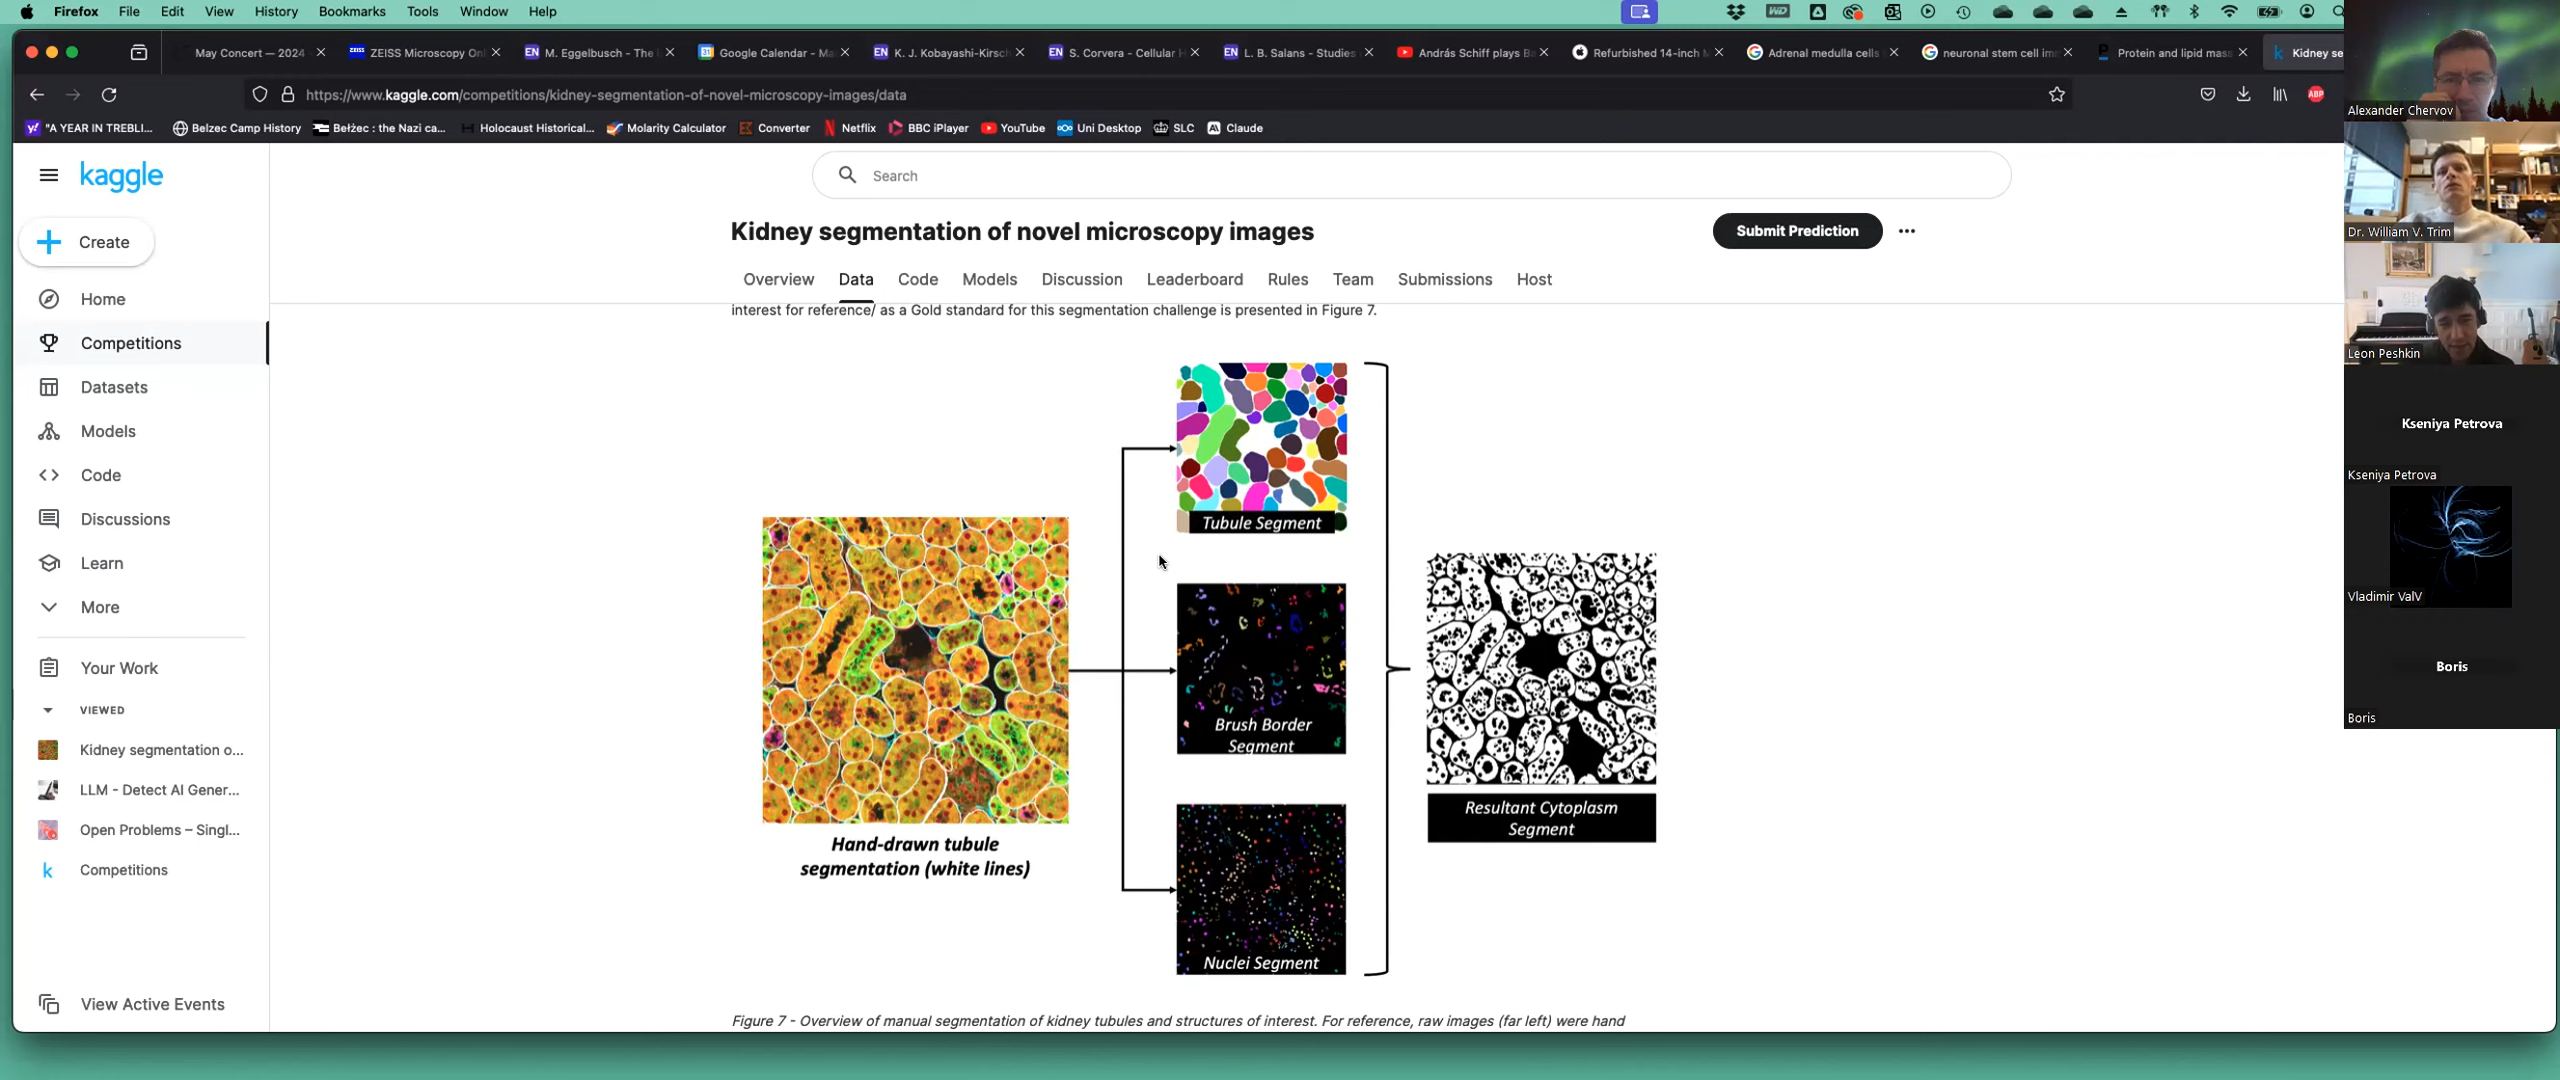 Firefox File Edit View History Bookmarks Tools Window Help
May Concert — 2024
ZEISS Microscopy Onl
EN M. Eggelbusch - The I
Google Calendar - Ma
EN K. J. Kobayashi-Kirsch
EN S. Corvera - Cellular H
EN L. B. Salans - Studies
András Schiff plays Ba
Refurbished 14-inch M
Adrenal medulla cells
neuronal stem cell im
Protein and lipid mass
Kidney se
https://www.kaggle.com/competitions/kidney-segmentation-of-novel-microscopy-images/data
ABP
"A YEAR IN TREBLI...
Belzec Camp History
Bełżec : the Nazi ca...
Holocaust Historical...
Molarity Calculator
Converter
Netflix
BBC iPlayer
YouTube
Uni Desktop
SLC
Claude
kaggle
Create
Home
Competitions
Datasets
Models
Code
Discussions
Learn
More
Your Work
VIEWED
Kidney segmentation o...
LLM - Detect AI Gener...
Open Problems – Singl...
Competitions
View Active Events
Search
Kidney segmentation of novel microscopy images
Submit Prediction
Overview Data Code Models Discussion Leaderboard Rules Team Submissions Host
interest for reference/ as a Gold standard for this segmentation challenge is presented in Figure 7.
Tubule Segment
Brush Border
Segment
Nuclei Segment
Hand-drawn tubule
segmentation (white lines)
Resultant Cytoplasm
Segment
Figure 7 - Overview of manual segmentation of kidney tubules and structures of interest. For reference, raw images (far left) were hand
Alexander Chervov
Dr. William V. Trim
Leon Peshkin
Kseniya Petrova
Kseniya Petrova
Vladimir ValV
Boris
Boris